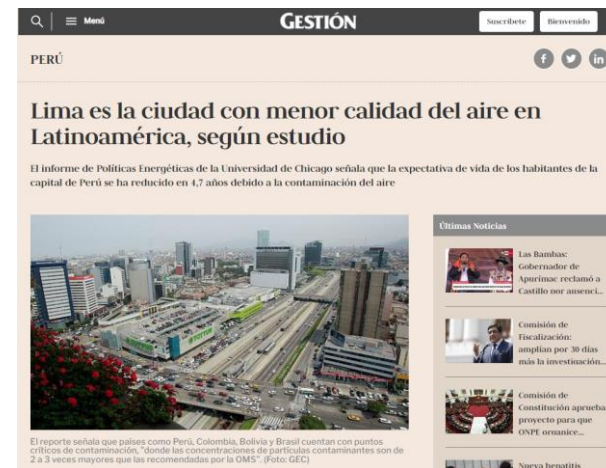 Menú
GESTIÓN
Suscríbete
Bienvenido
PERÚ
f
in
Lima es la ciudad con menor calidad del aire en
Latinoamérica, según estudio
El informe de Políticas Energéticas de la Universidad de Chicago señala que la expectativa de vida de los habitantes de la
capital de Perú se ha reducido en 4,7 años debido a la contaminación del aire
TOTTUS
El reporte señala que países como Perú, Colombia, Bolivia y Brasil cuentan con puntos
críticos de contaminación, "donde las concentraciones de partículas contaminantes son de
2 a 3 veces mayores que las recomendadas por la OMS". (Foto: GEC)
Últimas Noticias
Las Bambas:
Gobernador de
Apurímac reclamó a
Castillo por ausenci...
Comisión de
Fiscalización:
amplían por 30 días
más la investigación...
Comisión de
Constitución aprueba
proyecto para que
ONPE organice...
Nueva hepatitis